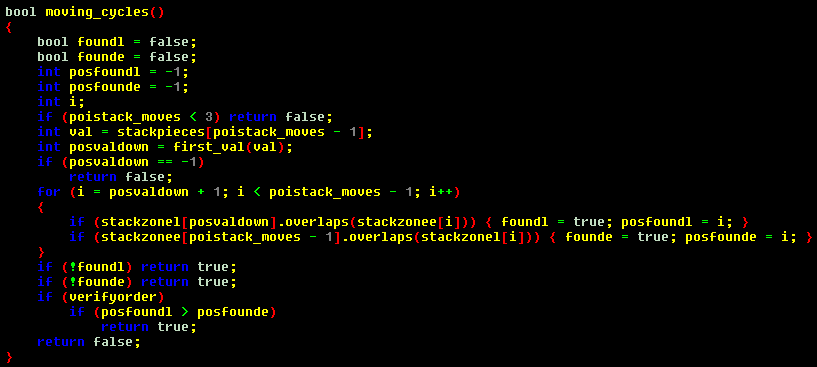 bool moving_cycles()
{
    bool foundl = false;
    bool founde = false;
    int posfoundl = -1;
    int posfounde = -1;
    int i;
    if (poistack_moves < 3) return false;
    int val = stackpieces[poistack_moves - 1];
    int posvaldown = first_val(val);
    if (posvaldown == -1)
        return false;
    for (i = posvaldown + 1; i < poistack_moves - 1; i++)
    {
        if (stackzonel[posvaldown].overlaps(stackzonee[i])) { foundl = true; posfoundl = i; }
        if (stackzonee[poistack_moves - 1].overlaps(stackzonel[i])) { founde = true; posfounde = i; }
    }
    if (!foundl) return true;
    if (!founde) return true;
    if (verifyorder)
        if (posfoundl > posfounde)
            return true;
    return false;
}